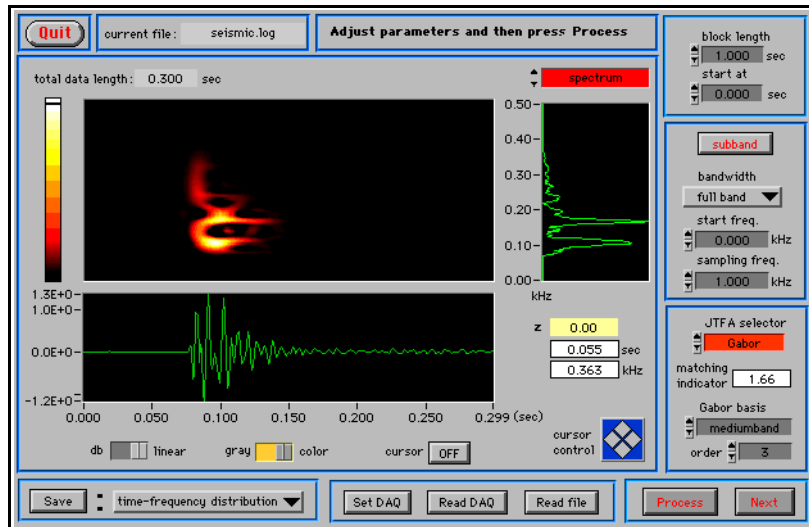 Quit
current file: seismic.log
Adjust parameters and then press Process
block length
1.000 sec
start at
0.000 sec
total data length: 0.300 sec
spectrum
0.50
0.40
0.30
0.20
0.10
0.00
kHz
subband
bandwidth
full band
start freq.
0.000 kHz
sampling freq.
1.000 kHz
1.3E+0
1.0E+0
0.0E+0
-1.2E+0
0.000 0.050 0.100 0.150 0.200 0.250 0.299 (sec)
z 0.00
0.055 sec
0.363 kHz
JTFA selector
Gabor
matching
indicator 1.66
Gabor basis
mediumband
order 3
db linear
gray color
cursor OFF
cursor
control
Save : time-frequency distribution
Set DAQ
Read DAQ
Read file
Process
Next